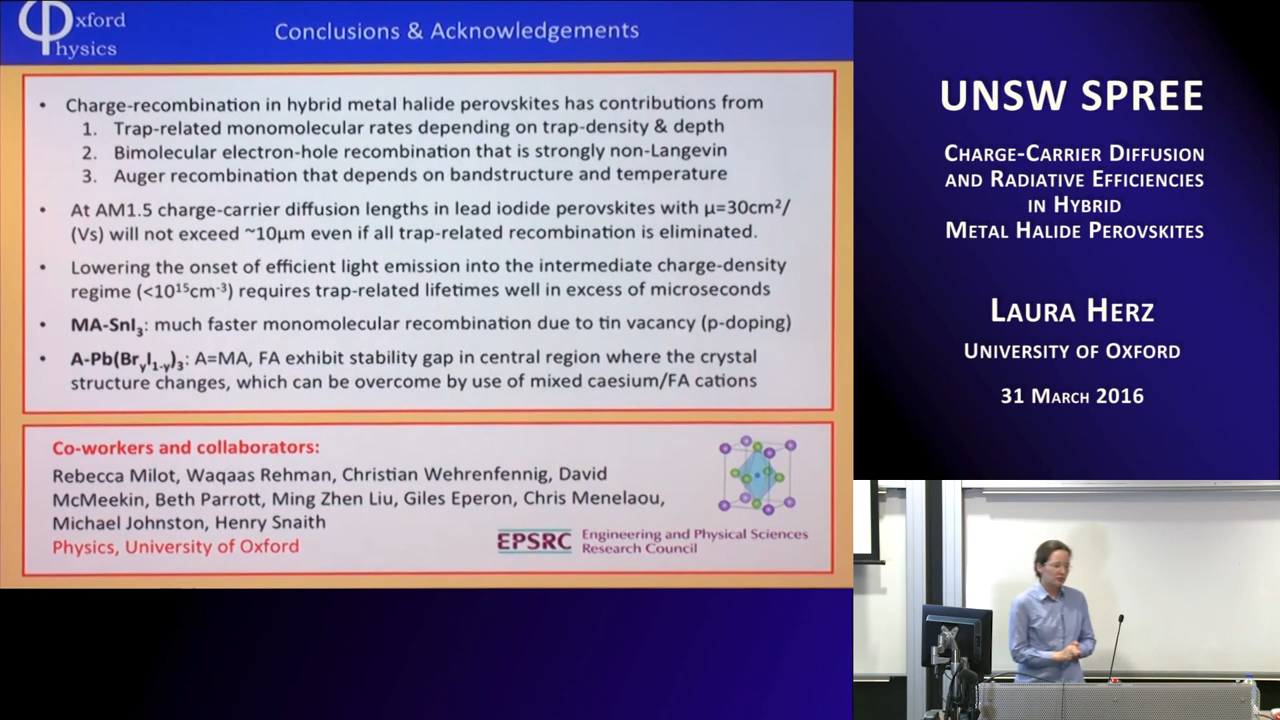 Oxford
Physics
Conclusions & Acknowledgements
• Charge-recombination in hybrid metal halide perovskites has contributions from
1. Trap-related monomolecular rates depending on trap-density & depth
2. Bimolecular electron-hole recombination that is strongly non-Langevin
3. Auger recombination that depends on bandstructure and temperature
• At AM1.5 charge-carrier diffusion lengths in lead iodide perovskites with μ=30cm²/
(Vs) will not exceed ~10μm even if all trap-related recombination is eliminated.
• Lowering the onset of efficient light emission into the intermediate charge-density
regime (<10¹⁵cm⁻³) requires trap-related lifetimes well in excess of microseconds
• MA-SnI₃: much faster monomolecular recombination due to tin vacancy (p-doping)
• A-Pb(BrᵧI₁₋ᵧ)₃: A=MA, FA exhibit stability gap in central region where the crystal
structure changes, which can be overcome by use of mixed caesium/FA cations
Co-workers and collaborators:
Rebecca Milot, Waqaas Rehman, Christian Wehrenfennig, David
McMeekin, Beth Parrott, Ming Zhen Liu, Giles Eperon, Chris Menelaou,
Michael Johnston, Henry Snaith
Physics, University of Oxford
EPSRC
Engineering and Physical Sciences
Research Council
UNSW SPREE
Charge-Carrier Diffusion
and Radiative Efficiencies
in Hybrid
Metal Halide Perovskites
Laura Herz
University of Oxford
31 March 2016